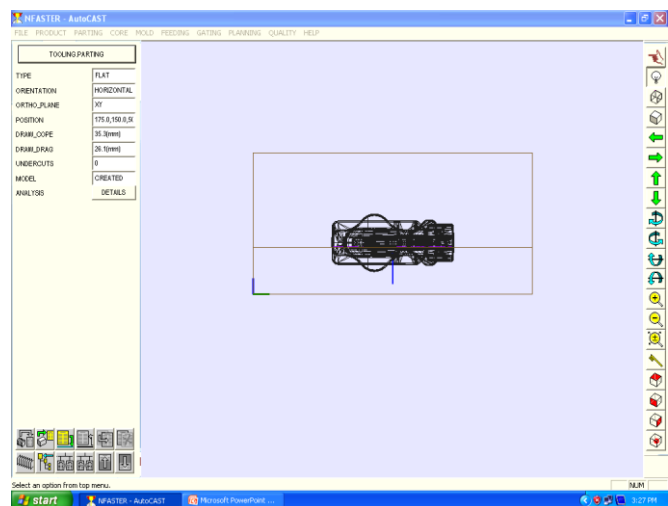 NFASTER - AutoCAST
FILE PRODUCT PARTING CORE MOLD FEEDING GATING PLANNING QUALITY HELP
TOOLING.PARTING
TYPE FLAT
ORIENTATION HORIZONTAL
ORTHO_PLANE XY
POSITION 175.0,150.0,5(
DRAW_COPE 35.3(mm)
DRAW_DRAG 26.1(mm)
UNDERCUTS 0
MODEL CREATED
ANALYSIS DETAILS
Select an option from top menu.
NUM
start NFASTER - AutoCAST Microsoft PowerPoint ... 3:27 PM